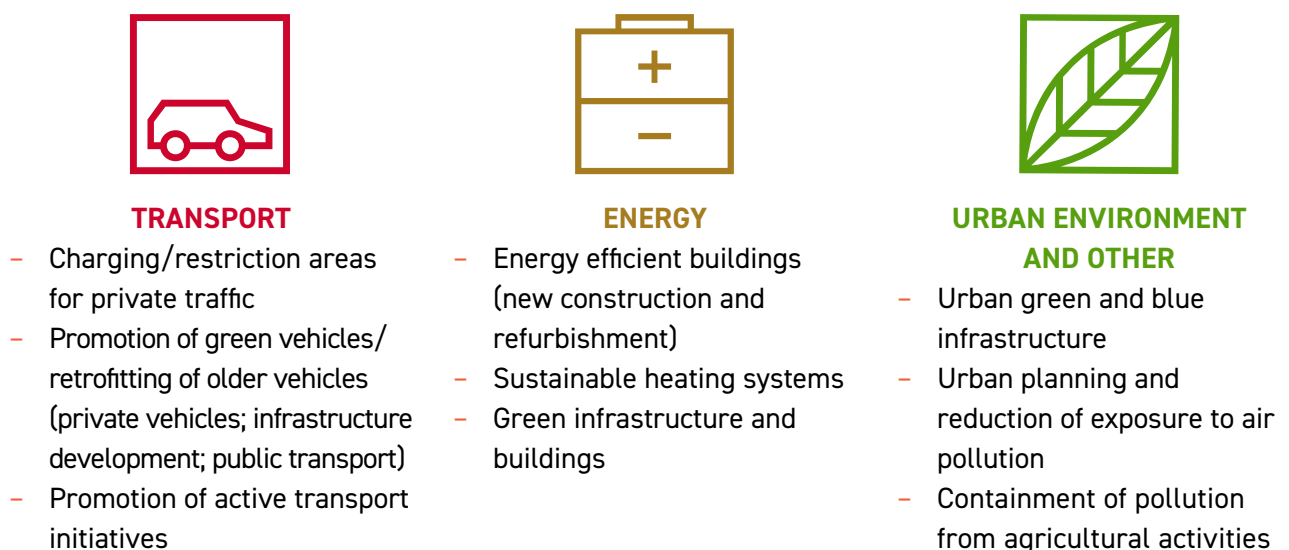 TRANSPORT
– Charging/restriction areas
for private traffic
– Promotion of green vehicles/
retrofitting of older vehicles
(private vehicles; infrastructure
development; public transport)
– Promotion of active transport
initiatives
ENERGY
– Energy efficient buildings
(new construction and
refurbishment)
– Sustainable heating systems
– Green infrastructure and
buildings
URBAN ENVIRONMENT
AND OTHER
– Urban green and blue
infrastructure
– Urban planning and
reduction of exposure to air
pollution
– Containment of pollution
from agricultural activities